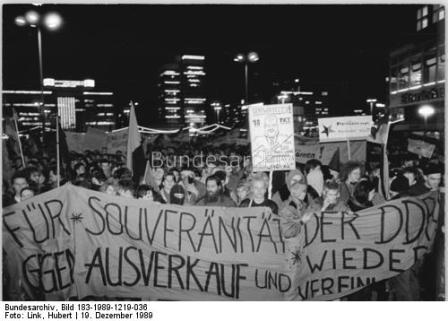 Bundesarchiv
FÜR SOUVERÄNITÄT DER DDR
GEGEN AUSVERKAUF UND WIEDER
VEREINI
Bundesarchiv, Bild 183-1989-1219-036
Foto: Link, Hubert | 19. Dezember 1989